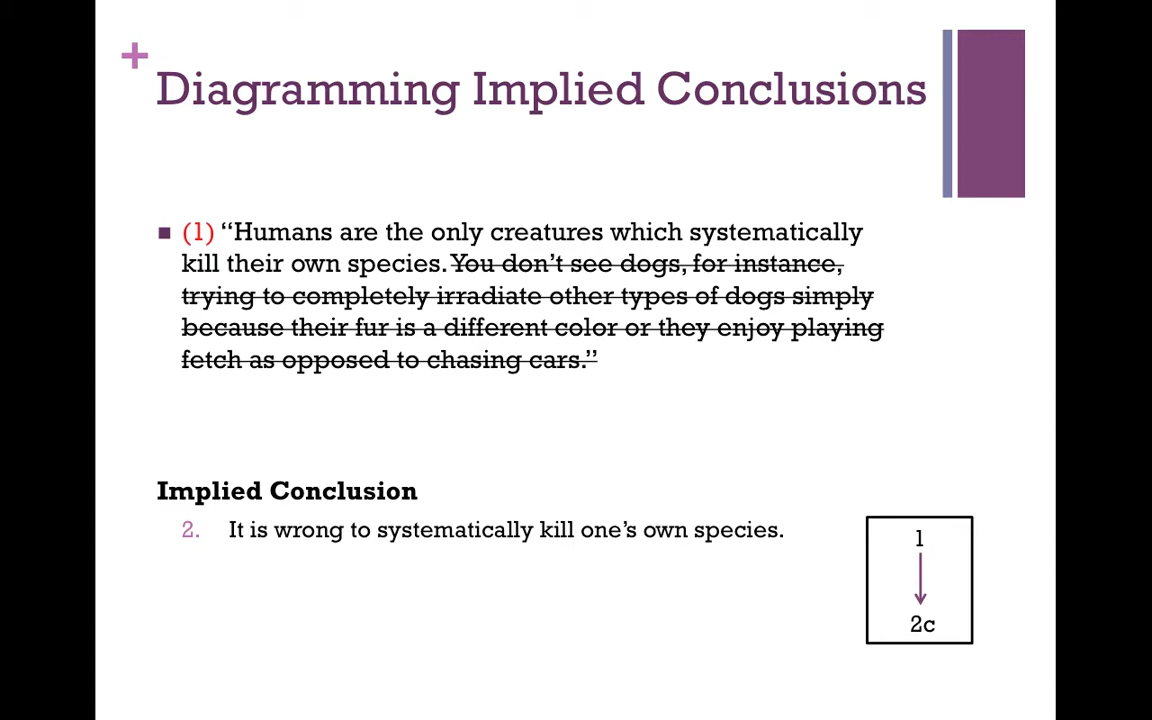 +
Diagramming Implied Conclusions
(1) “Humans are the only creatures which systematically
kill their own species. You don’t see dogs, for instance,
trying to completely irradiate other types of dogs simply
because their fur is a different color or they enjoy playing
fetch as opposed to chasing cars.”
Implied Conclusion
2. It is wrong to systematically kill one’s own species.
1
2c